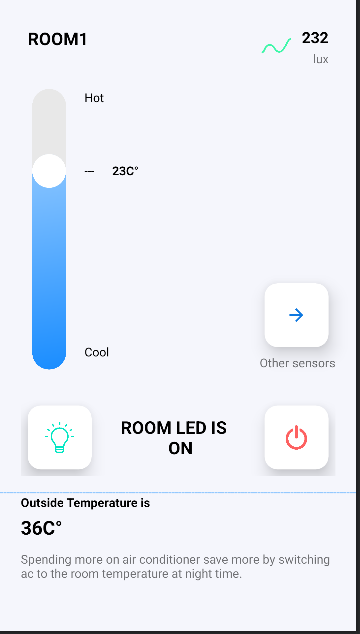 ROOM1
232
lux
Hot
--- 23C°
Cool
Other sensors
ROOM LED IS
ON
Outside Temperature is
36C°
Spending more on air conditioner save more by switching
ac to the room temperature at night time.